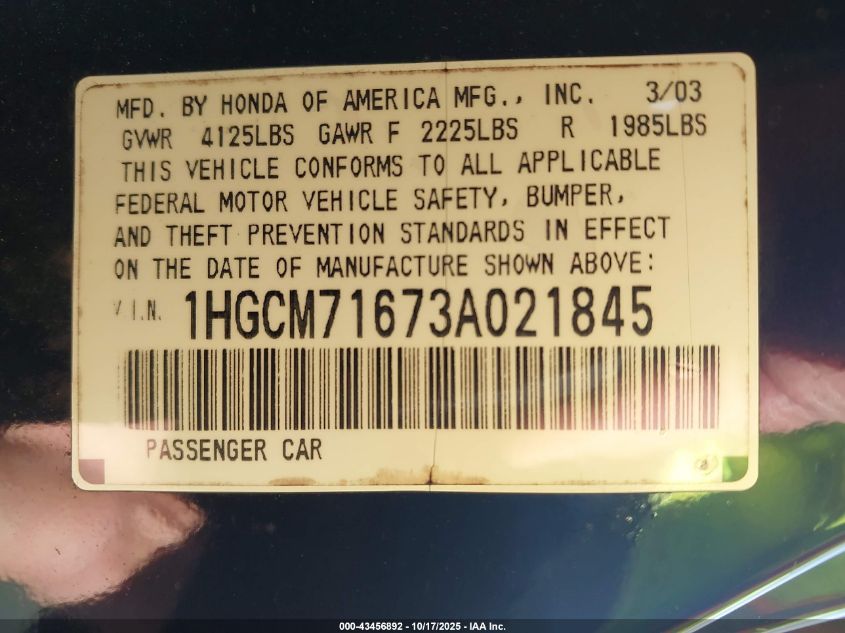 MFD. BY HONDA OF AMERICA MFG., INC. 3/03
GVWR 4125LBS GAWR F 2225LBS R 1985LBS
THIS VEHICLE CONFORMS TO ALL APPLICABLE
FEDERAL MOTOR VEHICLE SAFETY, BUMPER,
AND THEFT PREVENTION STANDARDS IN EFFECT
ON THE DATE OF MANUFACTURE SHOWN ABOVE:
V.I.N. 1HGCM71673A021845
PASSENGER CAR
000-43456892 - 10/17/2025 - IAA Inc.